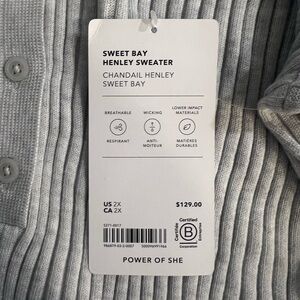 SWEET BAY
HENLEY SWEATER
CHANDAIL HENLEY
SWEET BAY
BREATHABLE
WICKING
LOWER IMPACT
MATERIALS
RESPIRANT
ANTI-
MOITEUR
MATIÈRES
DURABLES
US 2X
CA 2X
$129.00
Certified
B
Corporation
POWER OF SHE